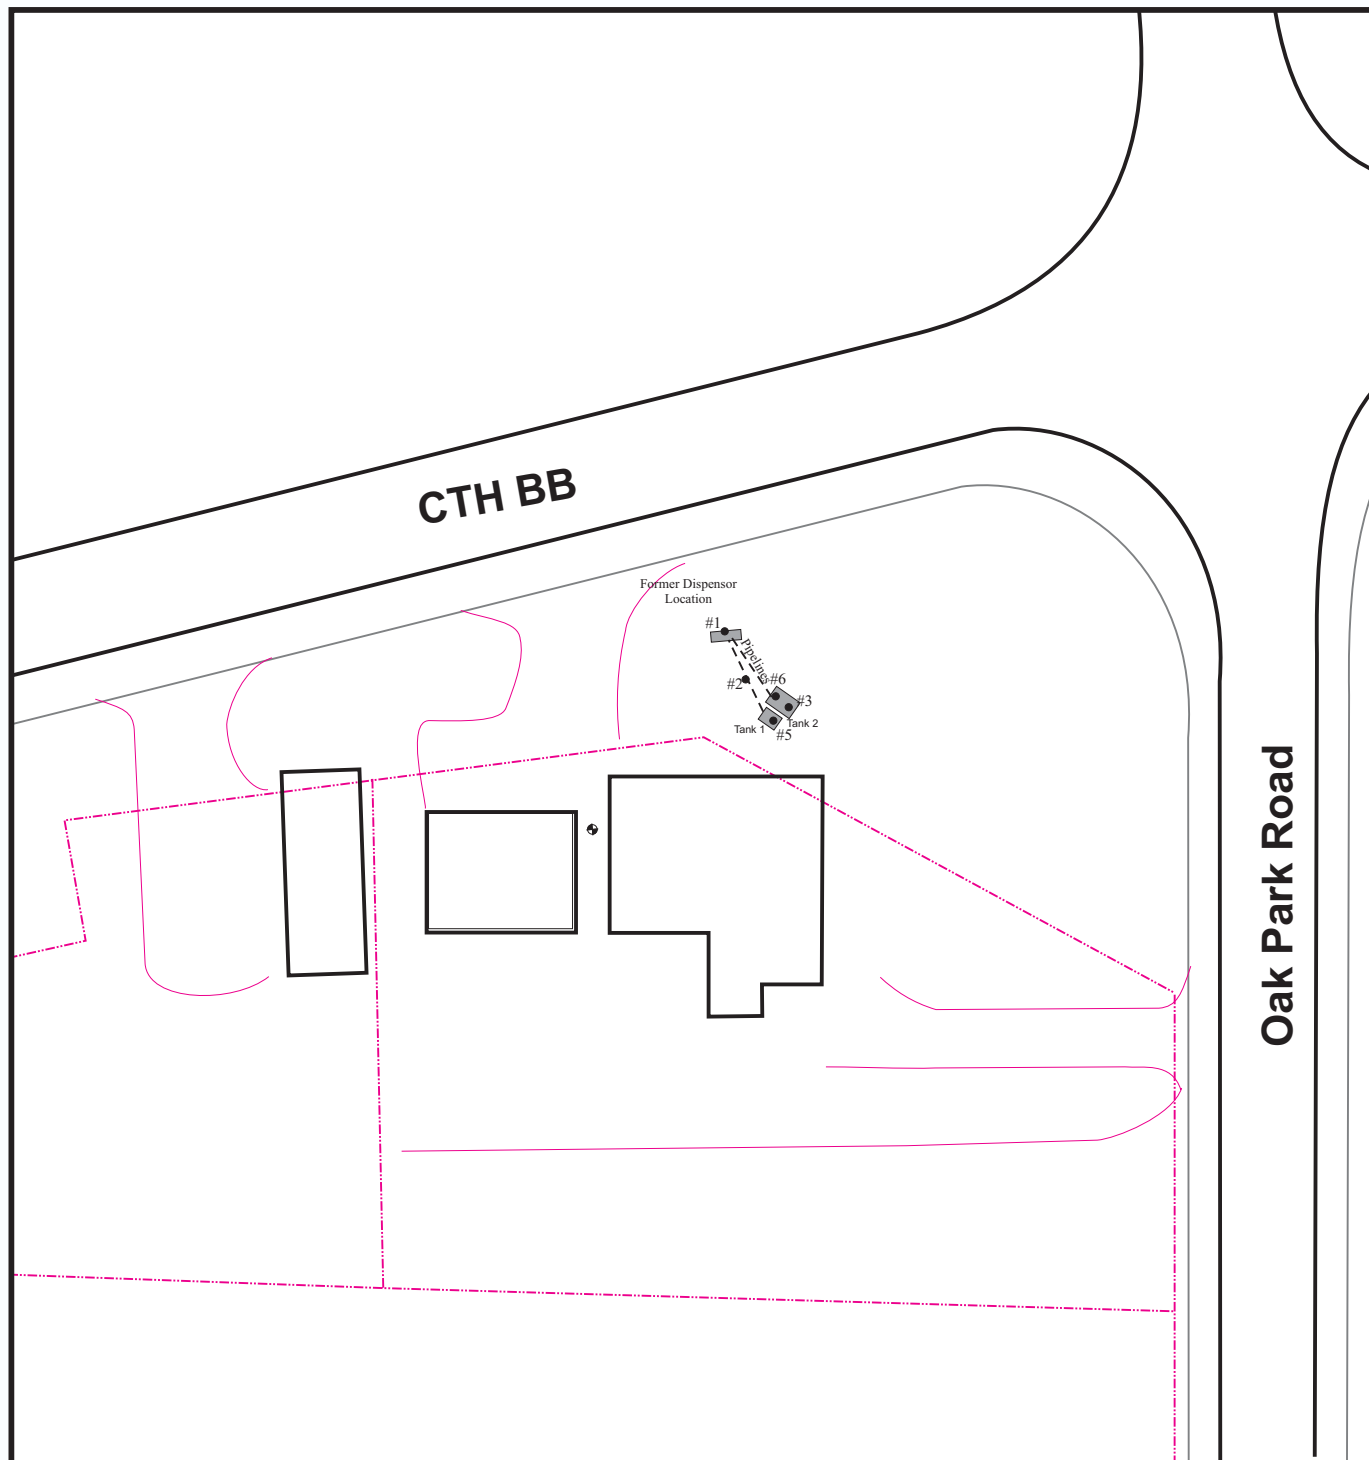 CTH BB
Former Dispensor
Location
#1
Pipelines
#2
#6
#3
Tank 1
Tank 2
#5
Oak Park Road